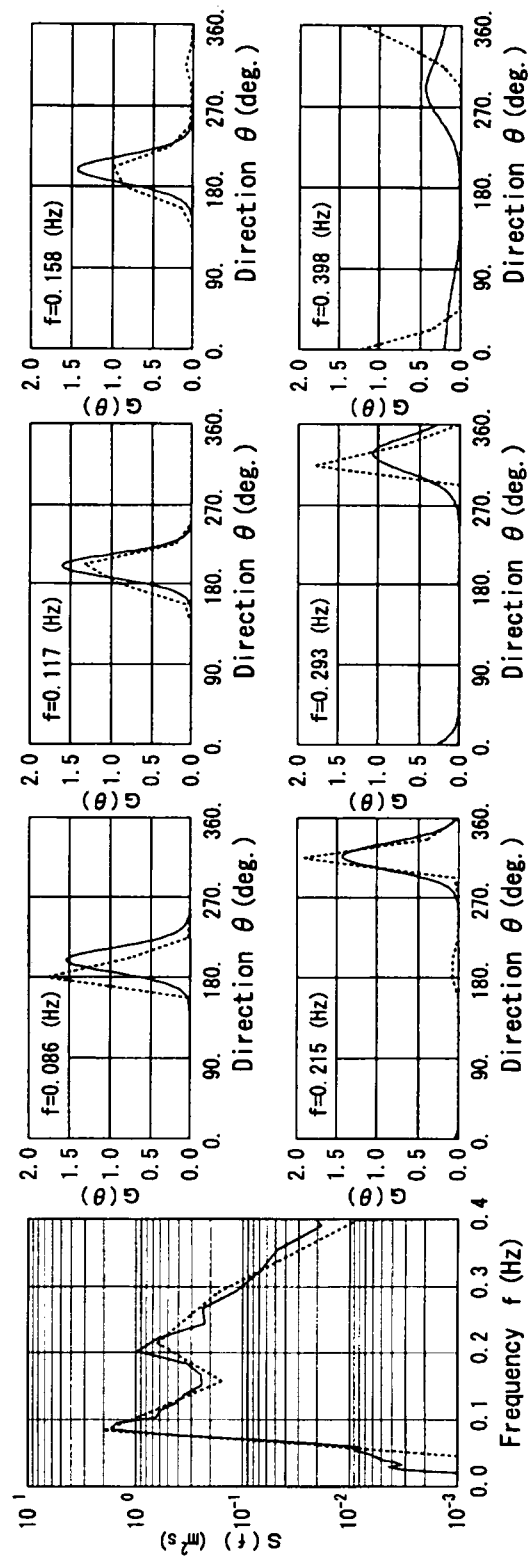 S(f) (m²s)
10¹
10⁰
10⁻¹
10⁻²
10⁻³
0.0 0.1 0.2 0.3 0.4
Frequency f (Hz)
f=0.086 (Hz)
G(θ)
2.0
1.5
1.0
0.5
0.0
0. 90. 180. 270. 360.
Direction θ (deg.)
f=0.117 (Hz)
G(θ)
2.0
1.5
1.0
0.5
0.0
0. 90. 180. 270. 360.
Direction θ (deg.)
f=0.158 (Hz)
G(θ)
2.0
1.5
1.0
0.5
0.0
0. 90. 180. 270. 360.
Direction θ (deg.)
f=0.215 (Hz)
G(θ)
2.0
1.5
1.0
0.5
0.0
0. 90. 180. 270. 360.
Direction θ (deg.)
f=0.293 (Hz)
G(θ)
2.0
1.5
1.0
0.5
0.0
0. 90. 180. 270. 360.
Direction θ (deg.)
f=0.398 (Hz)
G(θ)
2.0
1.5
1.0
0.5
0.0
0. 90. 180. 270. 360.
Direction θ (deg.)